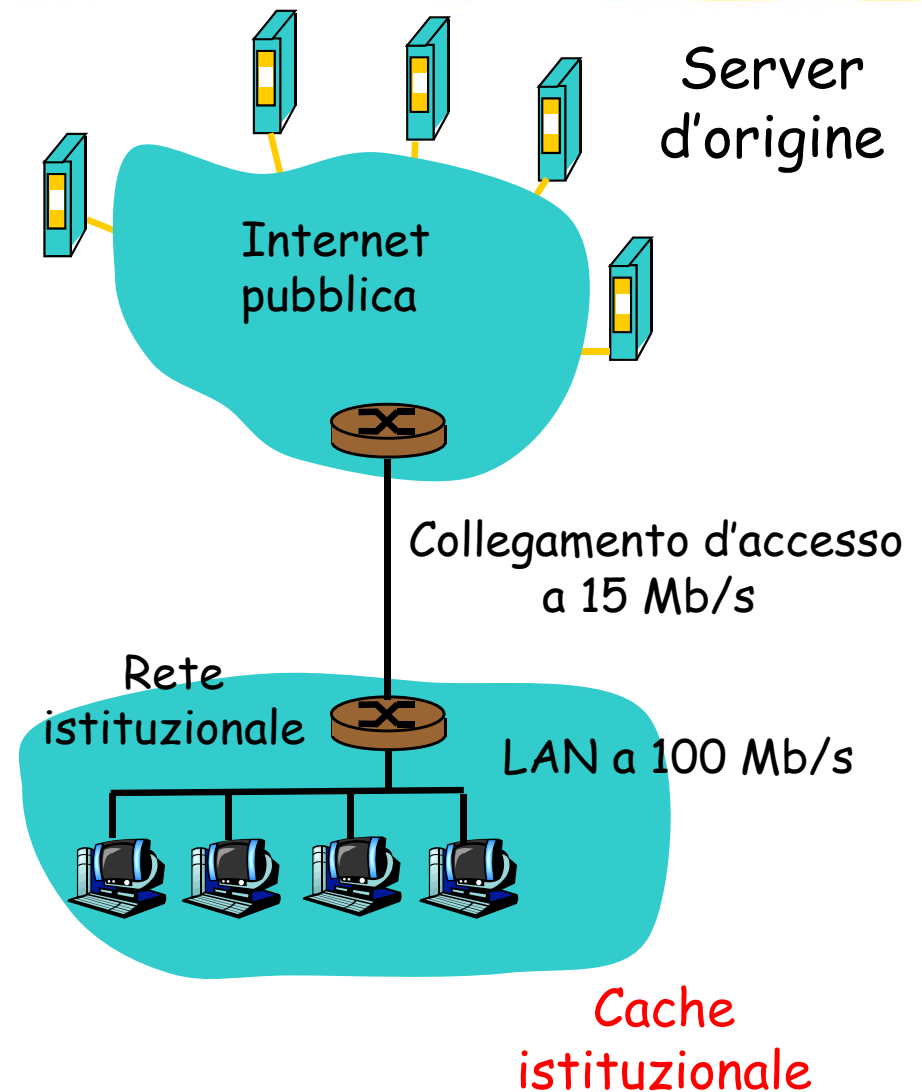 Server
d’origine
Internet
pubblica
Collegamento d’accesso
a 15 Mb/s
Rete
istituzionale
LAN a 100 Mb/s
Cache
istituzionale